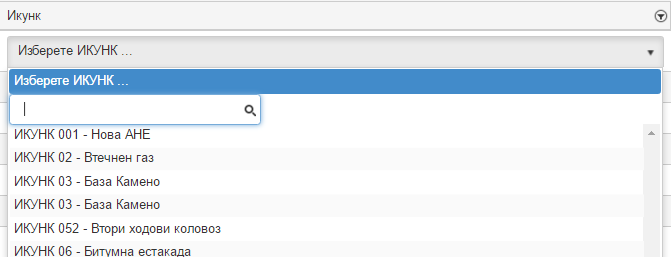 Икунк
Изберете ИКУНК ...
Изберете ИКУНК ...
ИКУНК 001 - Нова АНЕ
ИКУНК 02 - Втечнен газ
ИКУНК 03 - База Камено
ИКУНК 03 - База Камено
ИКУНК 052 - Втори ходови коловоз
ИКУНК 06 - Битумна естакада